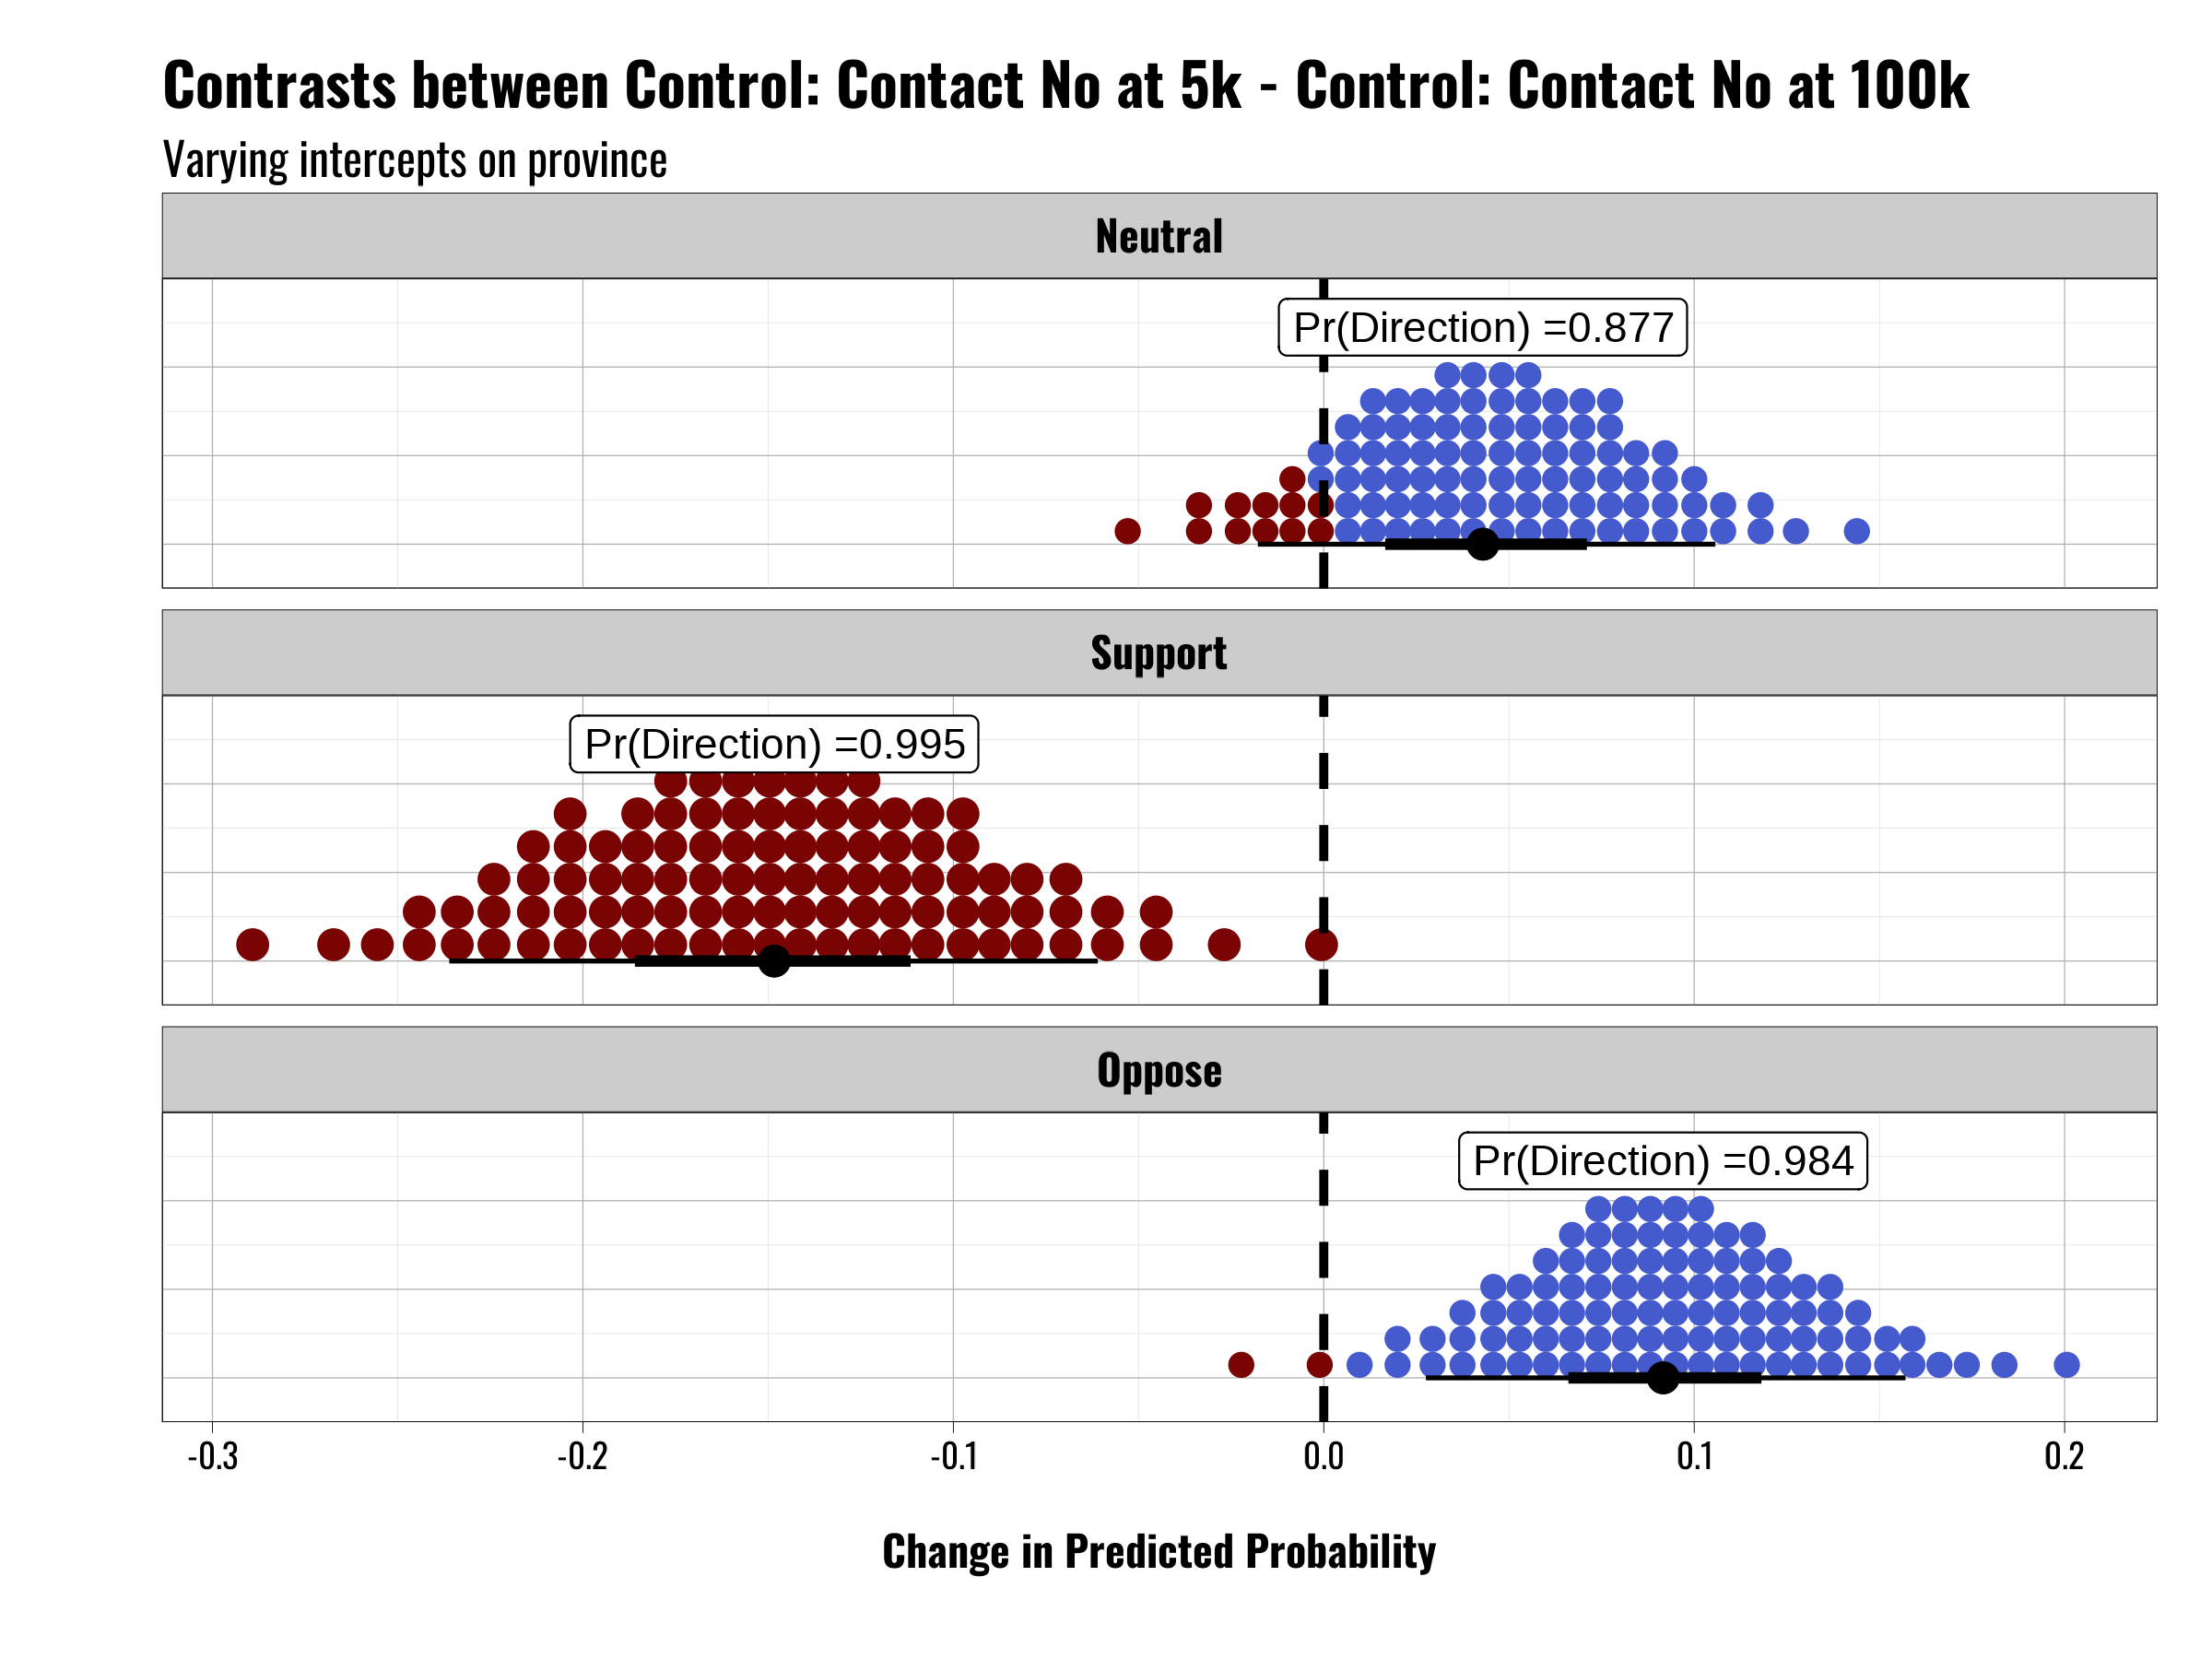 Contrasts between Control: Contact No at 5k - Control: Contact No at 100k
Varying intercepts on province
Neutral
Pr(Direction) =0.877
Support
Pr(Direction) =0.995
Oppose
Pr(Direction) =0.984
-0.3 -0.2 -0.1 0.0 0.1 0.2
Change in Predicted Probability